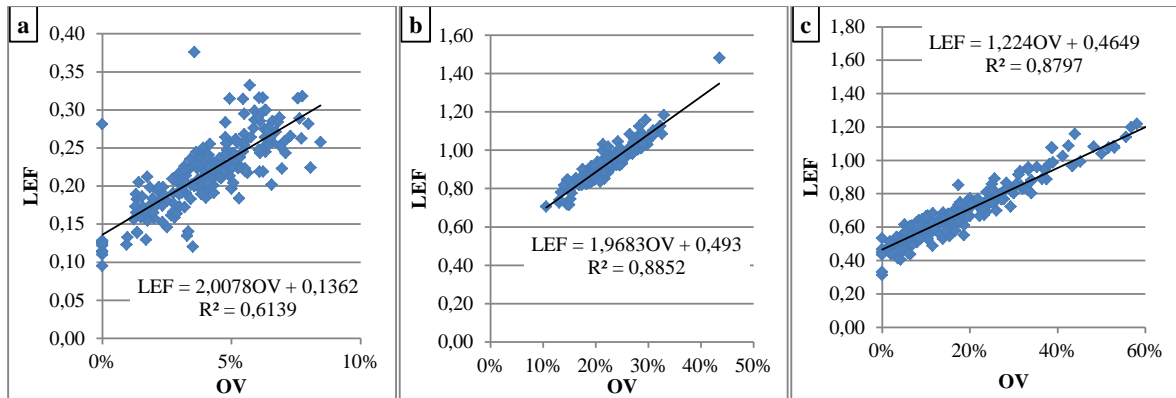 a
0,40
0,35
0,30
0,25
0,20
0,15
0,10
0,05
0,00
LEF
LEF = 2,0078OV + 0,1362
R² = 0,6139
0% 5% 10%
OV
b
1,60
1,40
1,20
1,00
0,80
0,60
0,40
0,20
0,00
LEF
LEF = 1,9683OV + 0,493
R² = 0,8852
0% 10% 20% 30% 40% 50%
OV
c
1,80
1,60
1,40
1,20
1,00
0,80
0,60
0,40
0,20
0,00
LEF
LEF = 1,224OV + 0,4649
R² = 0,8797
0% 20% 40% 60%
OV